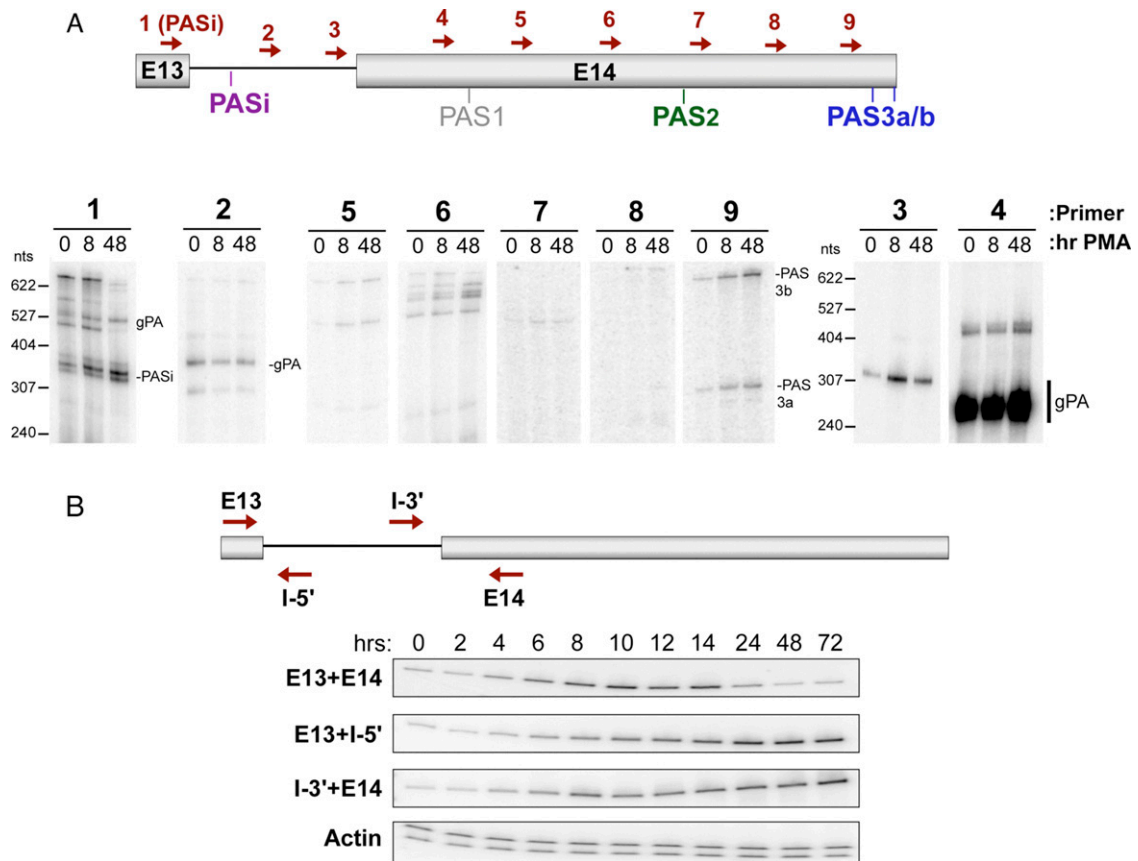 A
1 (PASi) 2 3 4 5 6 7 8 9
E13 E14
PASi PAS1 PAS2 PAS3a/b
1 2 5 6 7 8 9 3 4 :Primer
0 8 48 0 8 48 0 8 48 0 8 48 0 8 48 0 8 48 0 8 48 0 8 48 0 8 48 :hr PMA
nts nts
622 527 404 307 240
gPA
-PASi
-gPA
-PAS
3b
-PAS
3a
622
527
404
307
240
gPA
B
E13 I-3'
I-5' E14
hrs: 0 2 4 6 8 10 12 14 24 48 72
E13+E14
E13+I-5'
I-3'+E14
Actin